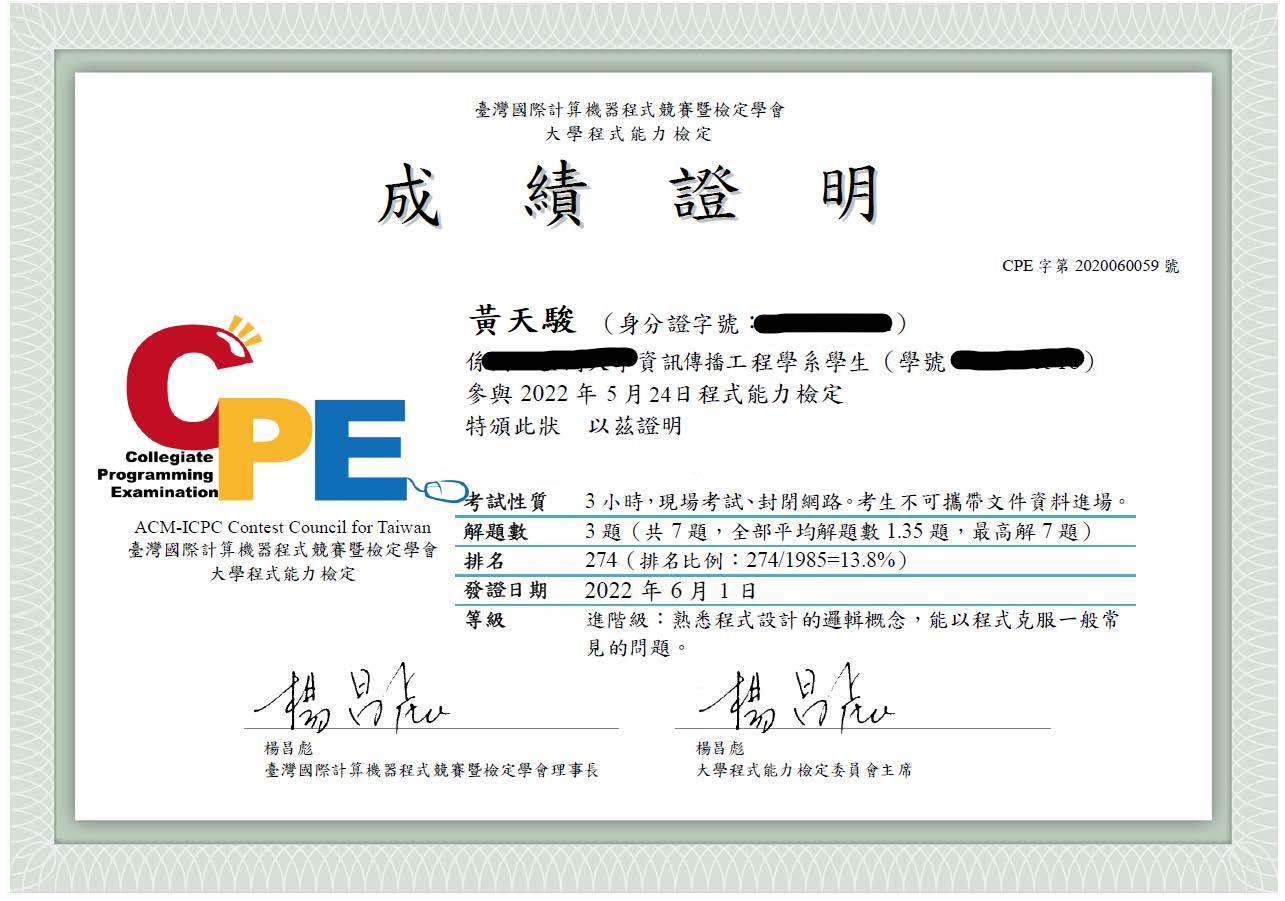 臺灣國際計算機器程式競賽暨檢定學會
大學程式能力檢定
成績證明
CPE 字第 2020060059 號
黃天駿 （身分證字號：）
係資訊傳播工程學系學生（學號）
參與 2022 年 5 月 24日程式能力檢定
特頒此狀 以茲證明
CPE
Collegiate
Programming
Examination
ACM-ICPC Contest Council for Taiwan
臺灣國際計算機器程式競賽暨檢定學會
大學程式能力檢定
考試性質 3 小時，現場考試、封閉網路。考生不可攜帶文件資料進場。
解題數 3 題（共 7 題，全部平均解題數 1.35 題，最高解 7 題）
排名 274（排名比例：274/1985=13.8%）
發證日期 2022 年 6 月 1 日
等級 進階級：熟悉程式設計的邏輯概念，能以程式克服一般常
見的問題。
楊昌彪 楊昌彪
楊昌彪
臺灣國際計算機器程式競賽暨檢定學會理事長
楊昌彪
大學程式能力檢定委員會主席